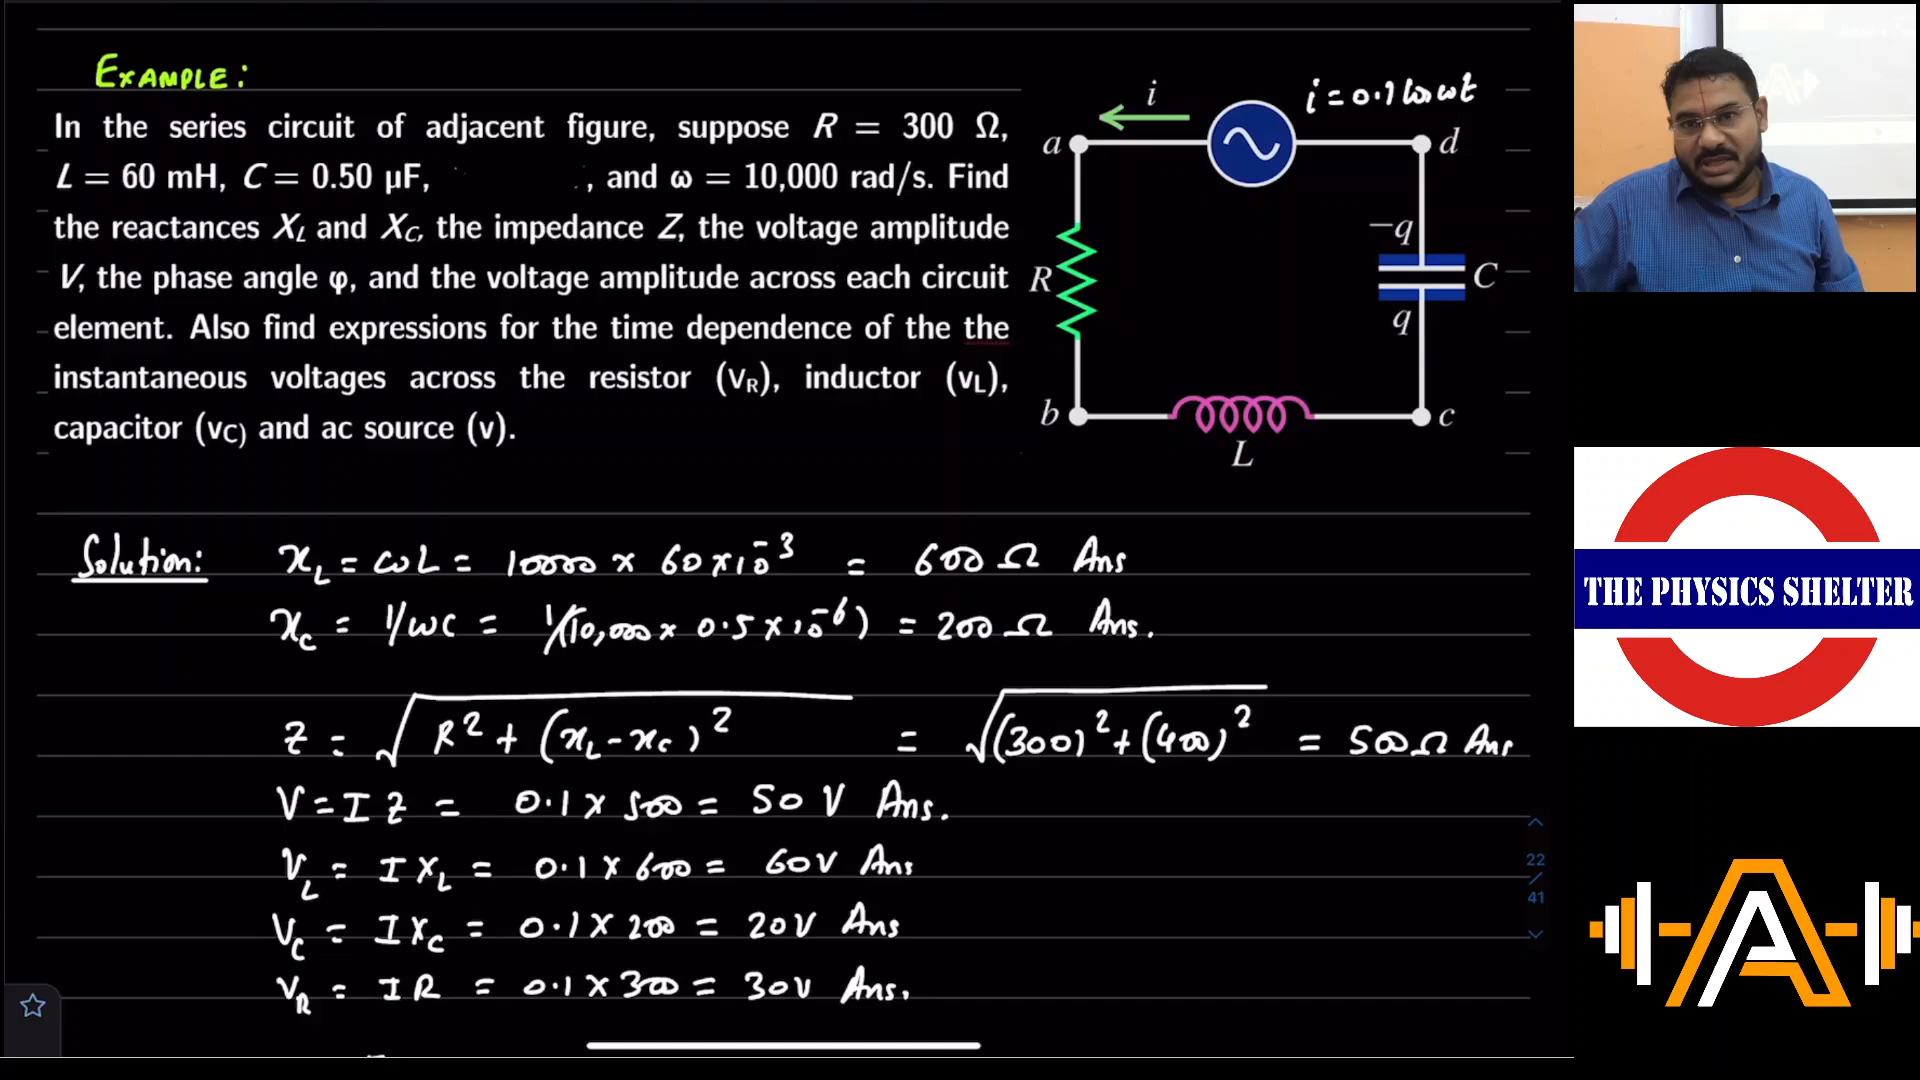 EXAMPLE:
In the series circuit of adjacent figure, suppose R = 300 Ω,
L = 60 mH, C = 0.50 µF, , and ω = 10,000 rad/s. Find
the reactances X_L and X_C, the impedance Z, the voltage amplitude
V, the phase angle φ, and the voltage amplitude across each circuit
element. Also find expressions for the time dependence of the the
instantaneous voltages across the resistor (v_R), inductor (v_L),
capacitor (v_C) and ac source (v).
i
i = 0.1 cos ωt
a
d
−q
R
C
q
b
c
L
Solution: x_L = ωL = 10000 × 60×10^-3 = 600 Ω Ans
x_C = 1/ωC = 1/(10,000 × 0.5 × 10^-6) = 200 Ω Ans.
Z = √(R² + (x_L - x_C)²) = √((300)² + (400)²) = 500Ω Ans
V = I Z = 0.1 × 500 = 50 V Ans.
V_L = I X_L = 0.1 × 600 = 60V Ans
V_C = I X_C = 0.1 × 200 = 20V Ans
V_R = I R = 0.1 × 300 = 30V Ans.
22
/
41
THE PHYSICS SHELTER